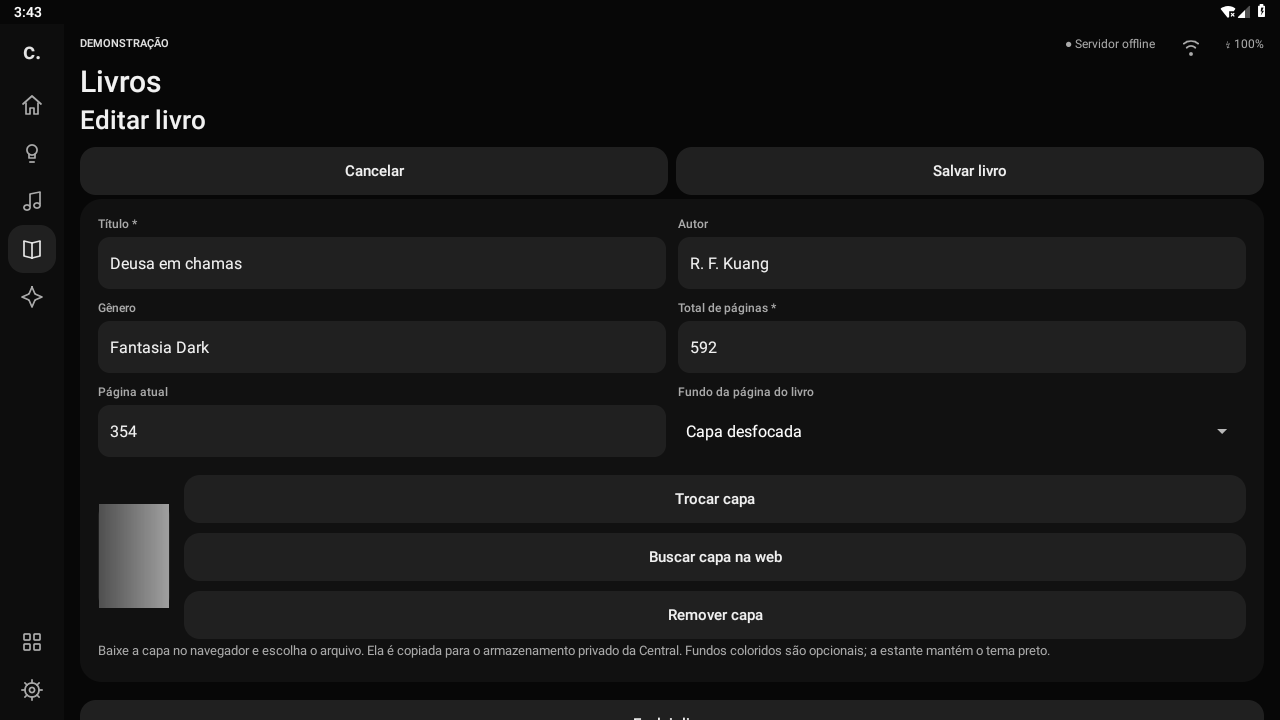 3:43
c.
DEMONSTRAÇÃO
Servidor offline
100%
Livros
Editar livro
Cancelar
Salvar livro
Título *
Autor
Deusa em chamas
R. F. Kuang
Gênero
Total de páginas *
Fantasia Dark
592
Página atual
Fundo da página do livro
354
Capa desfocada
Trocar capa
Buscar capa na web
Remover capa
Baixe a capa no navegador e escolha o arquivo. Ela é copiada para o armazenamento privado da Central. Fundos coloridos são opcionais; a estante mantém o tema preto.